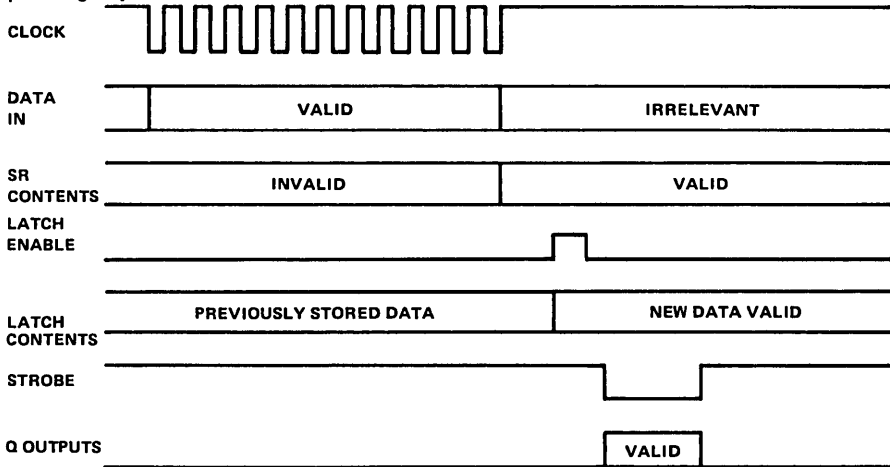 CLOCK
DATA
IN
VALID
IRRELEVANT
SR
CONTENTS
INVALID
VALID
LATCH
ENABLE
LATCH
CONTENTS
PREVIOUSLY STORED DATA
NEW DATA VALID
STROBE
Q OUTPUTS
VALID